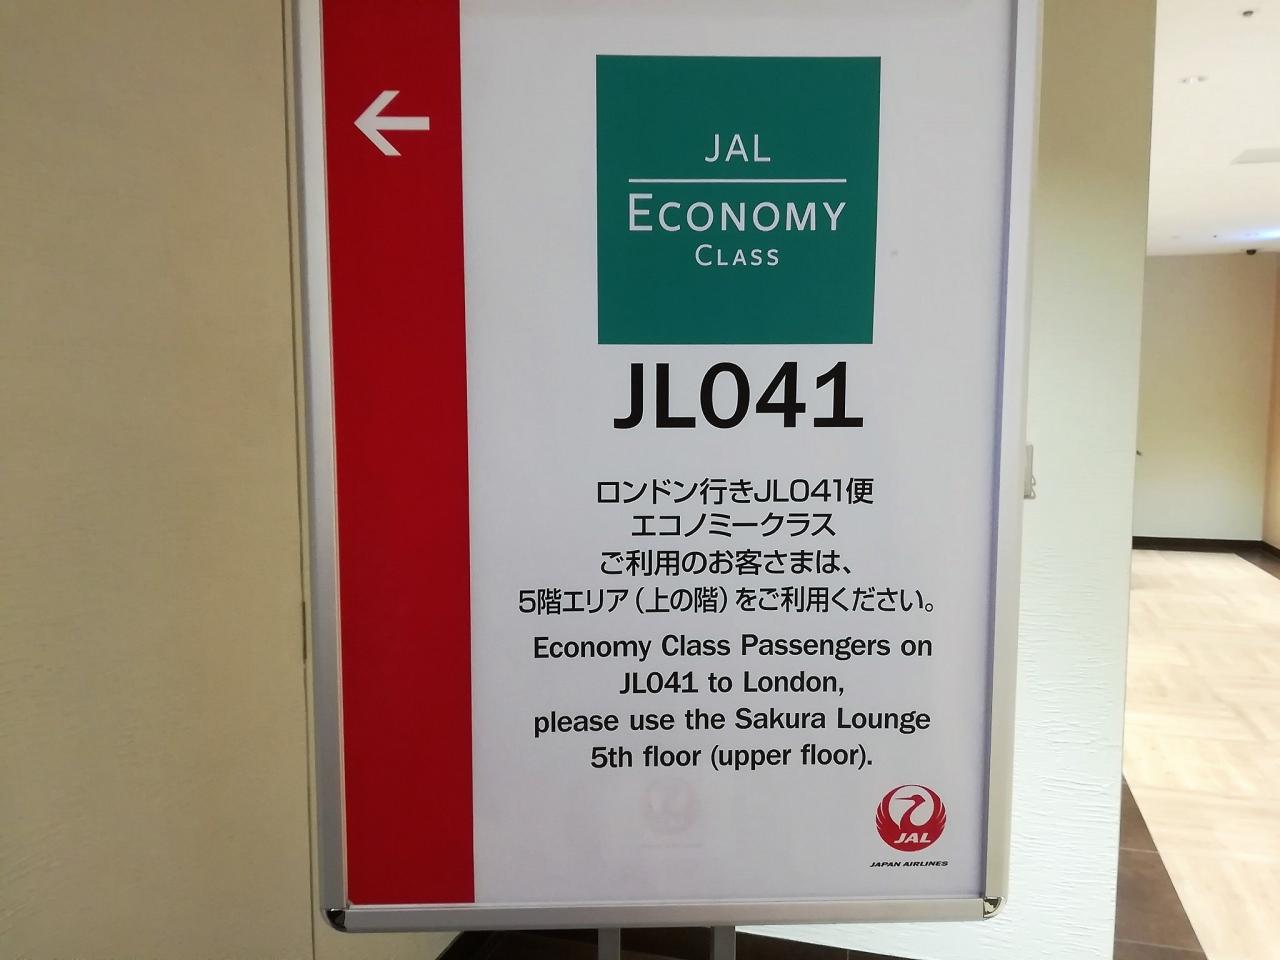 JAL
ECONOMY
CLASS
JL041
ロンドン行きJL041便
エコノミークラス
ご利用のお客さまは、
5階エリア（上の階）をご利用ください。
Economy Class Passengers on
JL041 to London,
please use the Sakura Lounge
5th floor (upper floor).
JAL
JAPAN AIRLINES